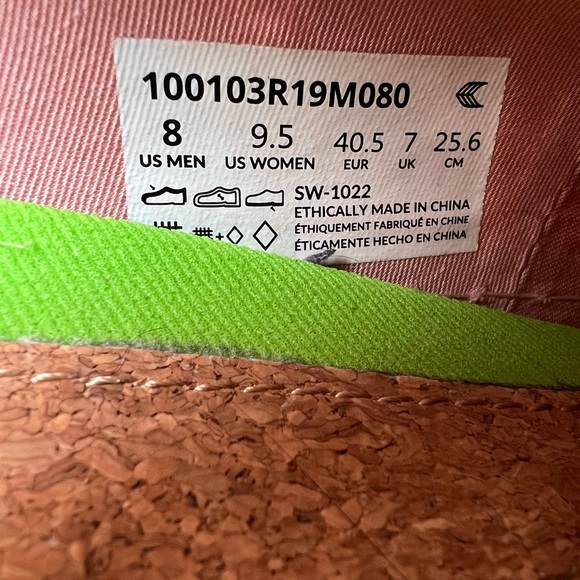 100103R19M080
8 9.5 40.5 7 25.6
US MEN US WOMEN EUR UK CM
SW-1022
ETHICALLY MADE IN CHINA
ÉTHIQUEMENT FABRIQUÉ EN CHINE
ÉTICAMENTE HECHO EN CHINA
+